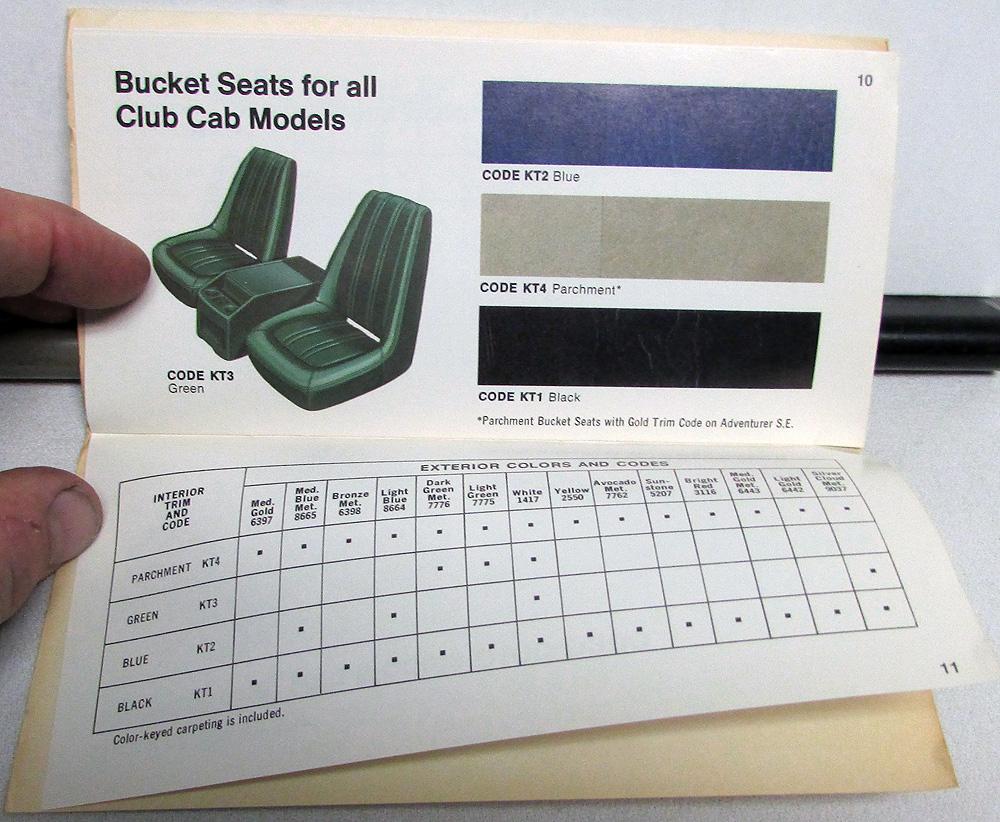 10
Bucket Seats for all
Club Cab Models
CODE KT2 Blue
CODE KT4 Parchment*
CODE KT3
Green
CODE KT1 Black
*Parchment Bucket Seats with Gold Trim Code on Adventurer S.E.
EXTERIOR COLORS AND CODES
INTERIOR
TRIM
AND
CODE
Med.
Gold
6397
Med.
Blue
Met.
8665
Bronze
Met.
6398
Light
Blue
8664
Dark
Green
Met.
7776
Light
Green
7775
White
1417
Yellow
2550
Avocado
Met.
7762
Sun-
stone
5207
Bright
Red
3116
Med.
Gold
Met.
6443
Light
Gold
6442
Silver
Cloud
Met.
9037
PARCHMENT KT4
GREEN KT3
BLUE KT2
BLACK KT1
Color-keyed carpeting is included.
11